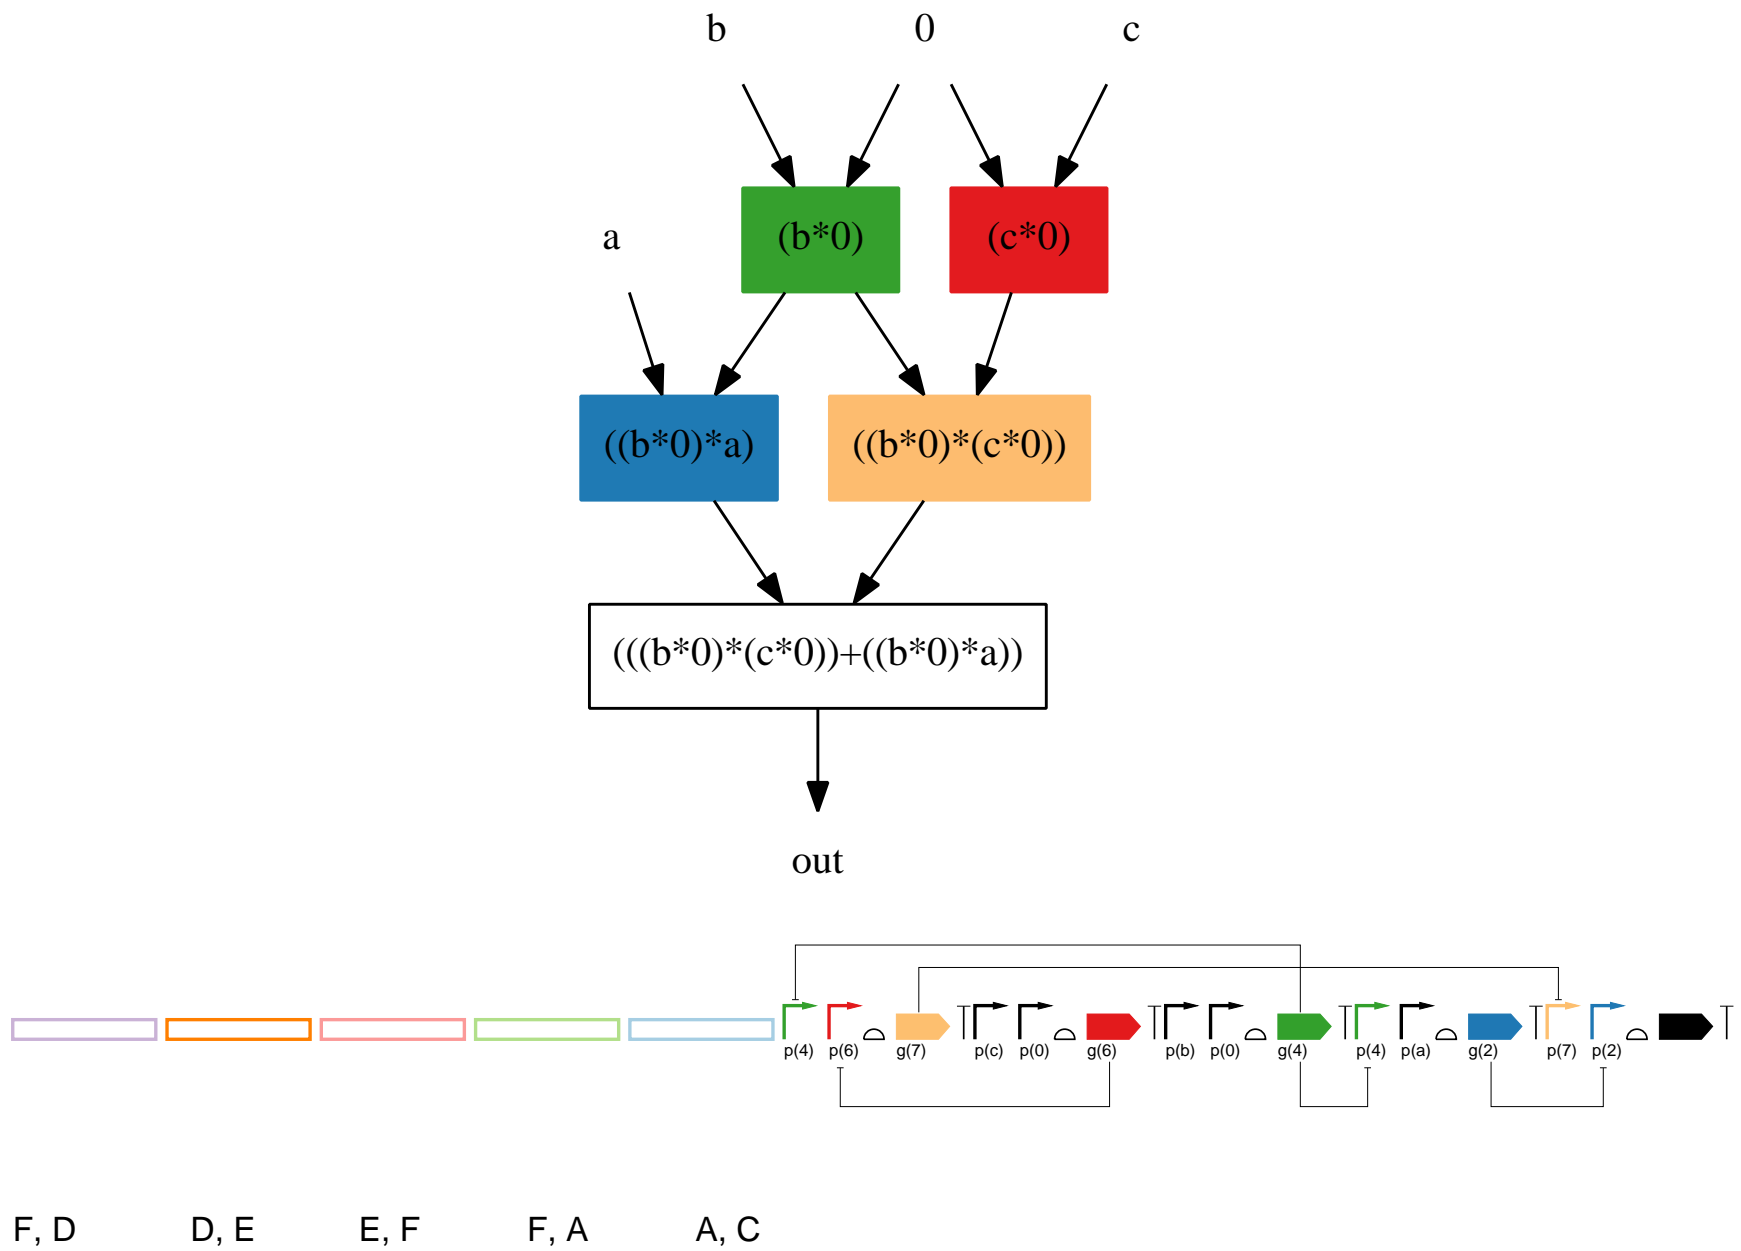 b 0 c
a (b*0) (c*0)
((b*0)*a) ((b*0)*(c*0))
(((b*0)*(c*0))+((b*0)*a))
out
p(4) p(6) g(7) p(c) p(0) g(6) p(b) p(0) g(4) p(4) p(a) g(2) p(7) p(2)
F, D D, E E, F F, A A, C